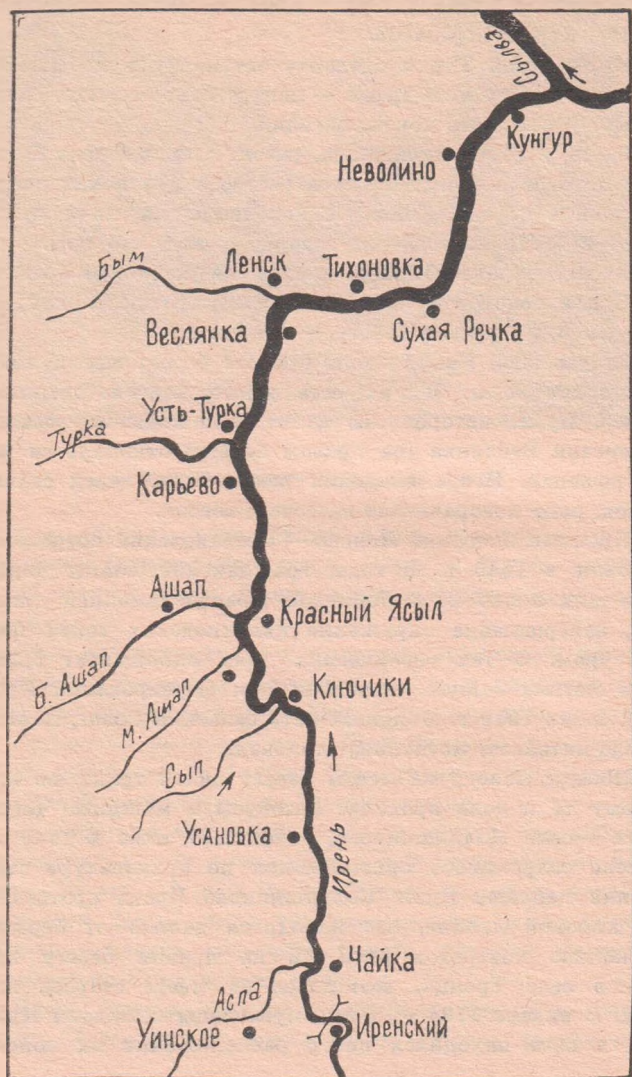 Сылва
Кунгур
Неволино
Бым
Ленск
Тихоновка
Веслянка
Сухая Речка
Усть-Турка
Турка
Карьево
Ашап
Красный Ясыл
Б. Ашап
М. Ашап
Ключики
Сып
Усановка
Ирень
Чайка
Аспа
Уинское
Иренский